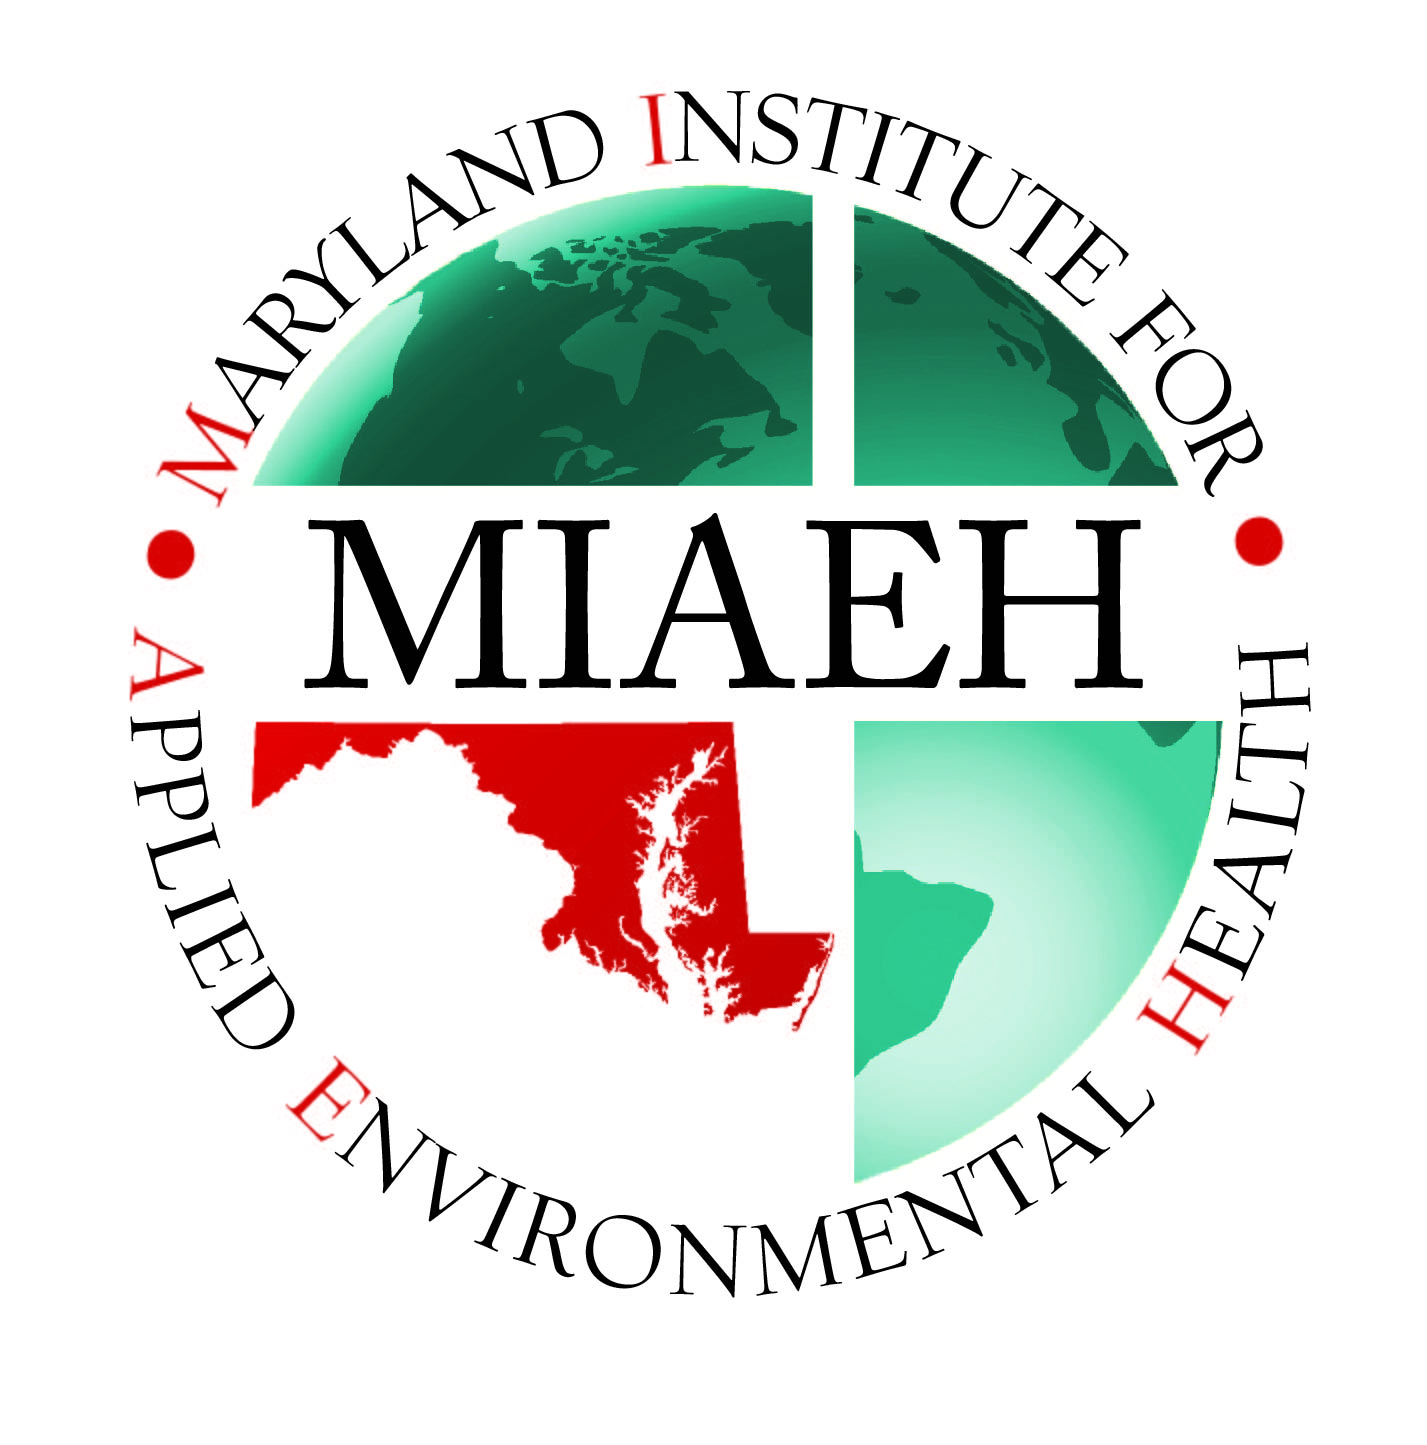 MARYLAND INSTITUTE FOR
MIAEH
APPLIED ENVIRONMENTAL HEALTH